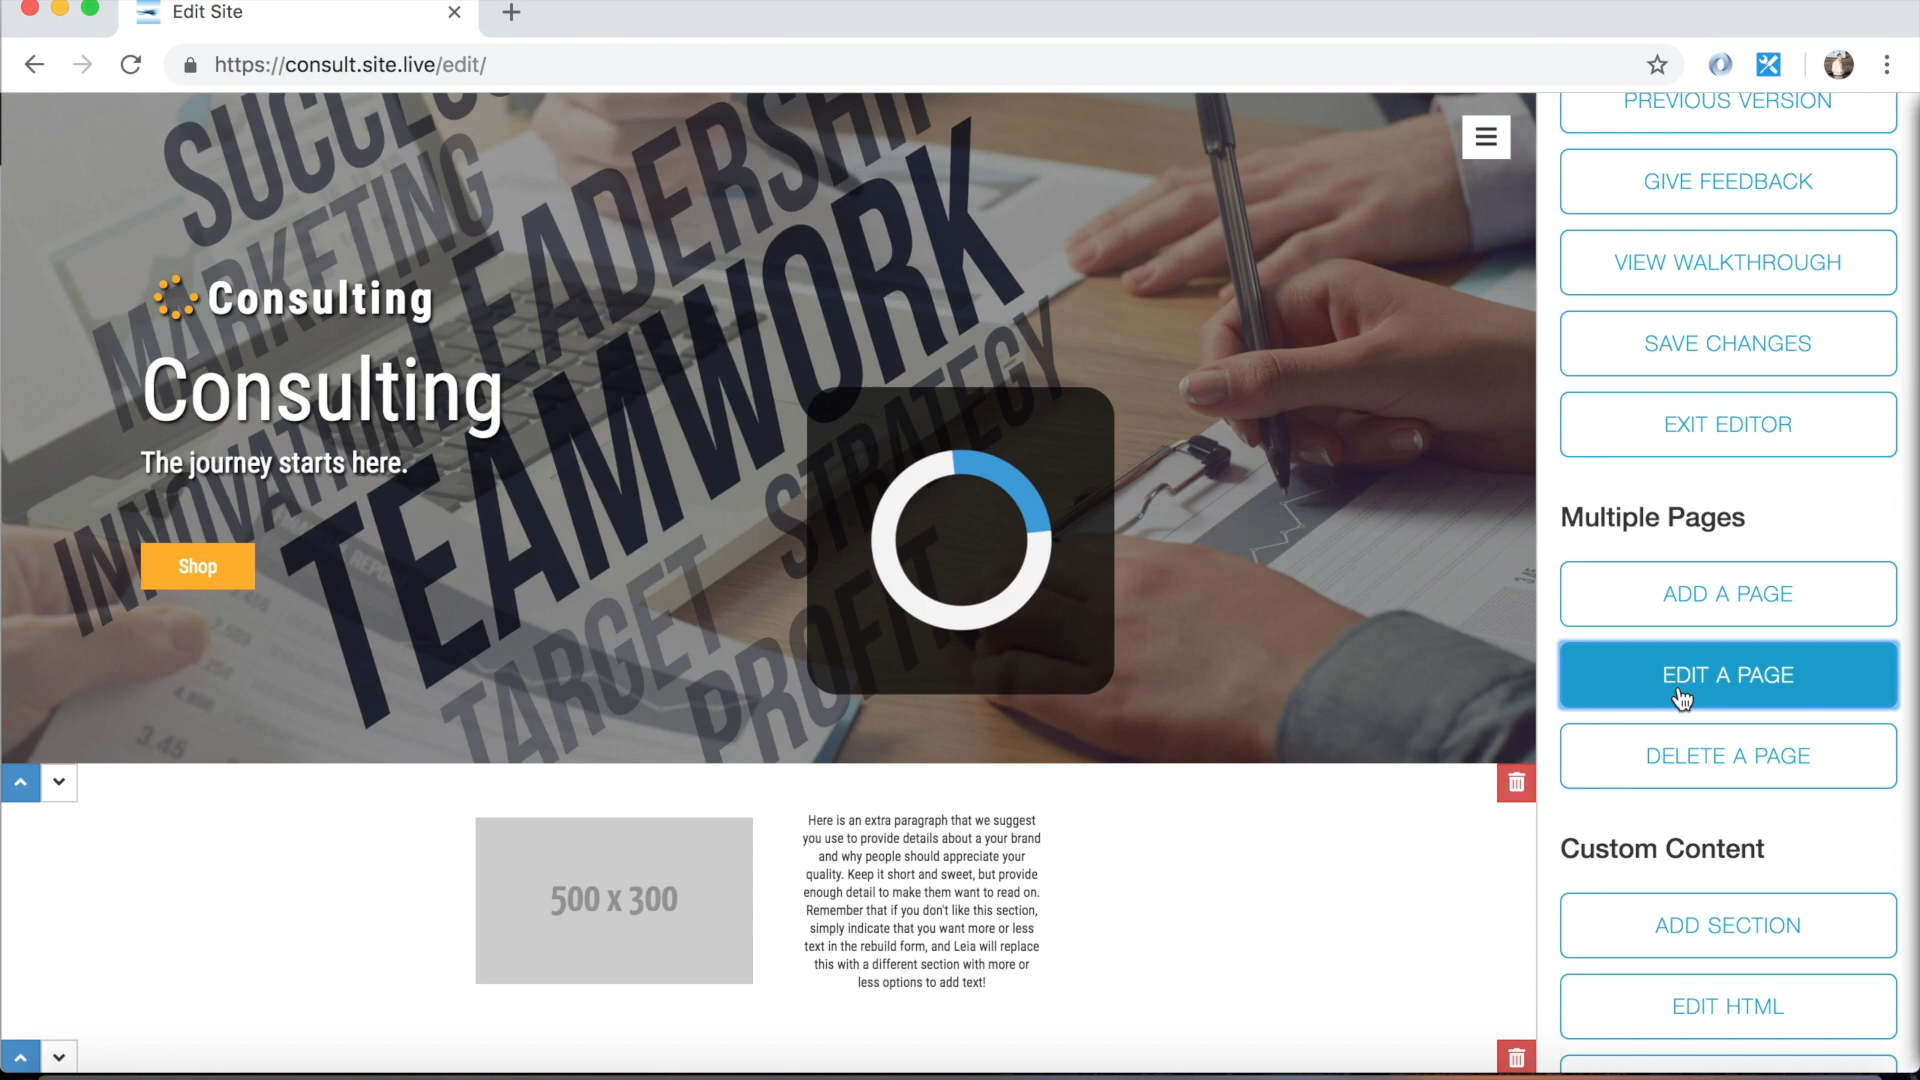 Edit Site
https://consult.site.live/edit/
PREVIOUS VERSION
GIVE FEEDBACK
VIEW WALKTHROUGH
SAVE CHANGES
EXIT EDITOR
Multiple Pages
ADD A PAGE
EDIT A PAGE
DELETE A PAGE
Custom Content
ADD SECTION
EDIT HTML
SUCCESS
MARKETING
LEADERSHIP
INNOVATION
TEAMWORK
STRATEGY
TARGET
PROFIT
3.45
Consulting
Consulting
The journey starts here.
Shop
500 x 300
Here is an extra paragraph that we suggest
you use to provide details about a your brand
and why people should appreciate your
quality. Keep it short and sweet, but provide
enough detail to make them want to read on.
Remember that if you don't like this section,
simply indicate that you want more or less
text in the rebuild form, and Leia will replace
this with a different section with more or
less options to add text!